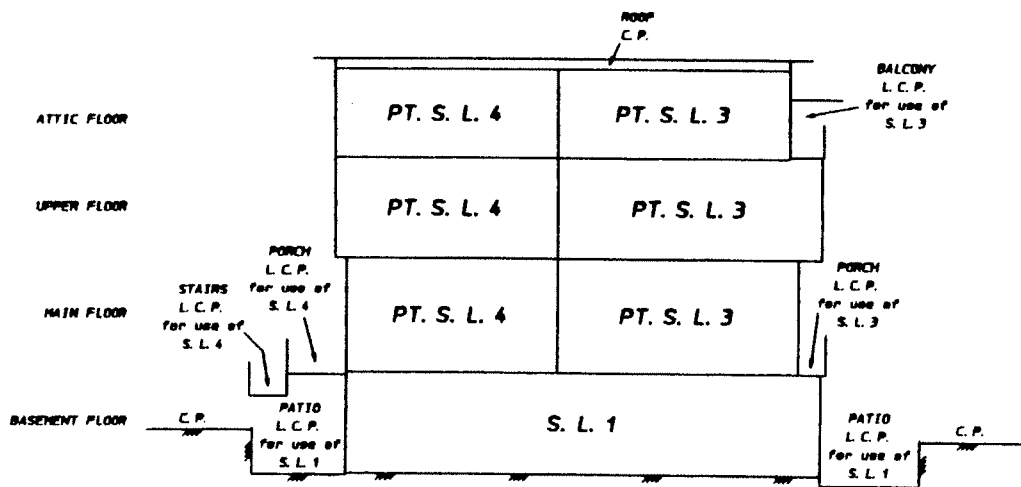 ROOF
C. P.
BALCONY
L. C. P.
for use of
S. L. 3
ATTIC FLOOR
PT. S. L. 4
PT. S. L. 3
UPPER FLOOR
PT. S. L. 4
PT. S. L. 3
PORCH
L. C. P.
for use of
S. L. 4
STAIRS
L. C. P.
for use of
S. L. 4
MAIN FLOOR
PT. S. L. 4
PT. S. L. 3
PORCH
L. C. P.
for use of
S. L. 3
BASEMENT FLOOR
C. P.
PATIO
L. C. P.
for use of
S. L. 1
S. L. 1
PATIO
L. C. P.
for use of
S. L. 1
C. P.